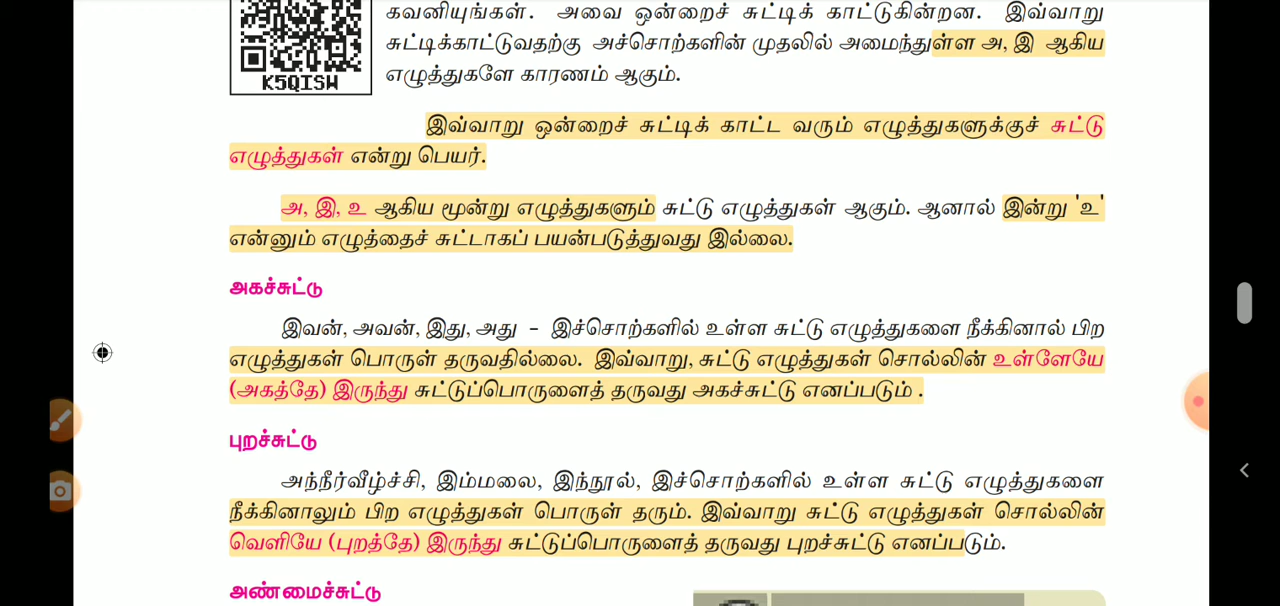 கவனியுங்கள். அவை ஒன்றைச் சுட்டிக் காட்டுகின்றன. இவ்வாறு
சுட்டிக்காட்டுவதற்கு அச்சொற்களின் முதலில் அமைந்துள்ள அ, இ ஆகிய
எழுத்துகளே காரணம் ஆகும்.
K5QISW
இவ்வாறு ஒன்றைச் சுட்டிக் காட்ட வரும் எழுத்துகளுக்குச் சுட்டு
எழுத்துகள் என்று பெயர்.
அ, இ, உ ஆகிய மூன்று எழுத்துகளும் சுட்டு எழுத்துகள் ஆகும். ஆனால் இன்று 'உ'
என்னும் எழுத்தைச் சுட்டாகப் பயன்படுத்துவது இல்லை.
அகச்சுட்டு
இவன், அவன், இது, அது - இச்சொற்களில் உள்ள சுட்டு எழுத்துகளை நீக்கினால் பிற
எழுத்துகள் பொருள் தருவதில்லை. இவ்வாறு, சுட்டு எழுத்துகள் சொல்லின் உள்ளேயே
(அகத்தே) இருந்து சுட்டுப்பொருளைத் தருவது அகச்சுட்டு எனப்படும் .
புறச்சுட்டு
அந்நீர்வீழ்ச்சி, இம்மலை, இந்நூல், இச்சொற்களில் உள்ள சுட்டு எழுத்துகளை
நீக்கினாலும் பிற எழுத்துகள் பொருள் தரும். இவ்வாறு சுட்டு எழுத்துகள் சொல்லின்
வெளியே (புறத்தே) இருந்து சுட்டுப்பொருளைத் தருவது புறச்சுட்டு எனப்படும்.
அண்மைச்சுட்டு